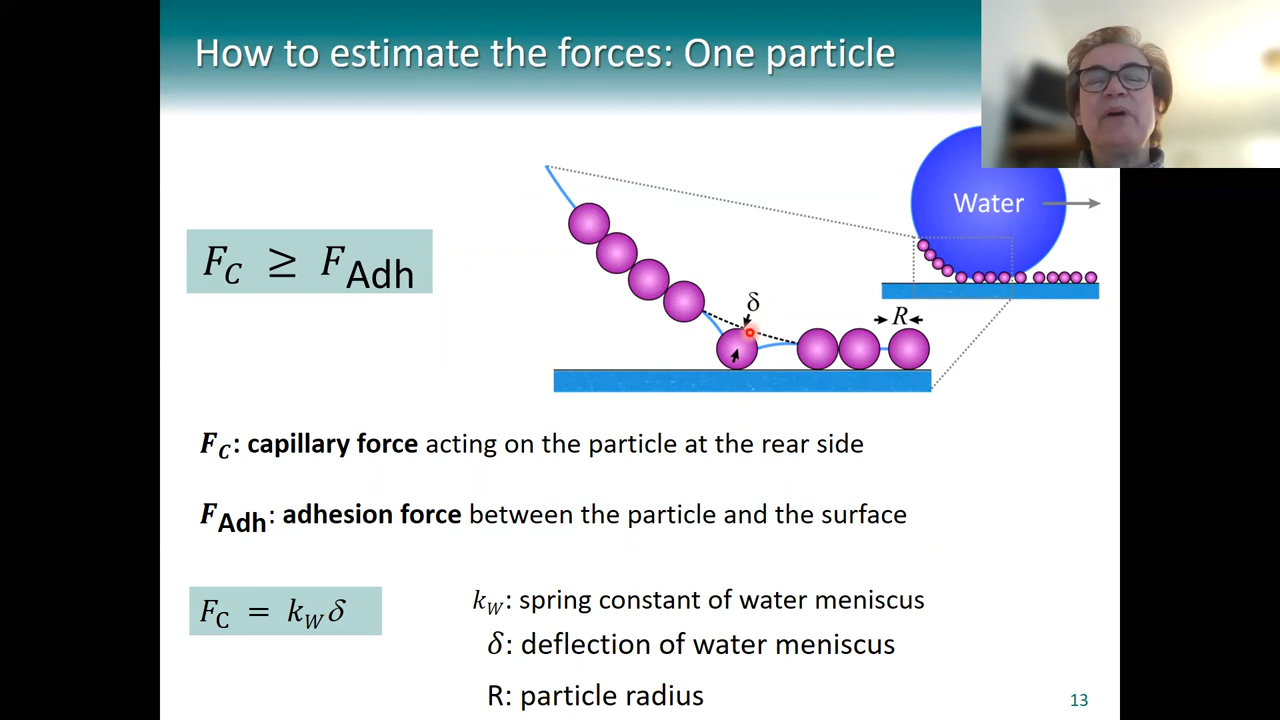 How to estimate the forces: One particle
Water
δ
R
F_C ≥ F_Adh
F_C: capillary force acting on the particle at the rear side
F_Adh: adhesion force between the particle and the surface
F_C = k_W δ
k_W: spring constant of water meniscus
δ: deflection of water meniscus
R: particle radius
13